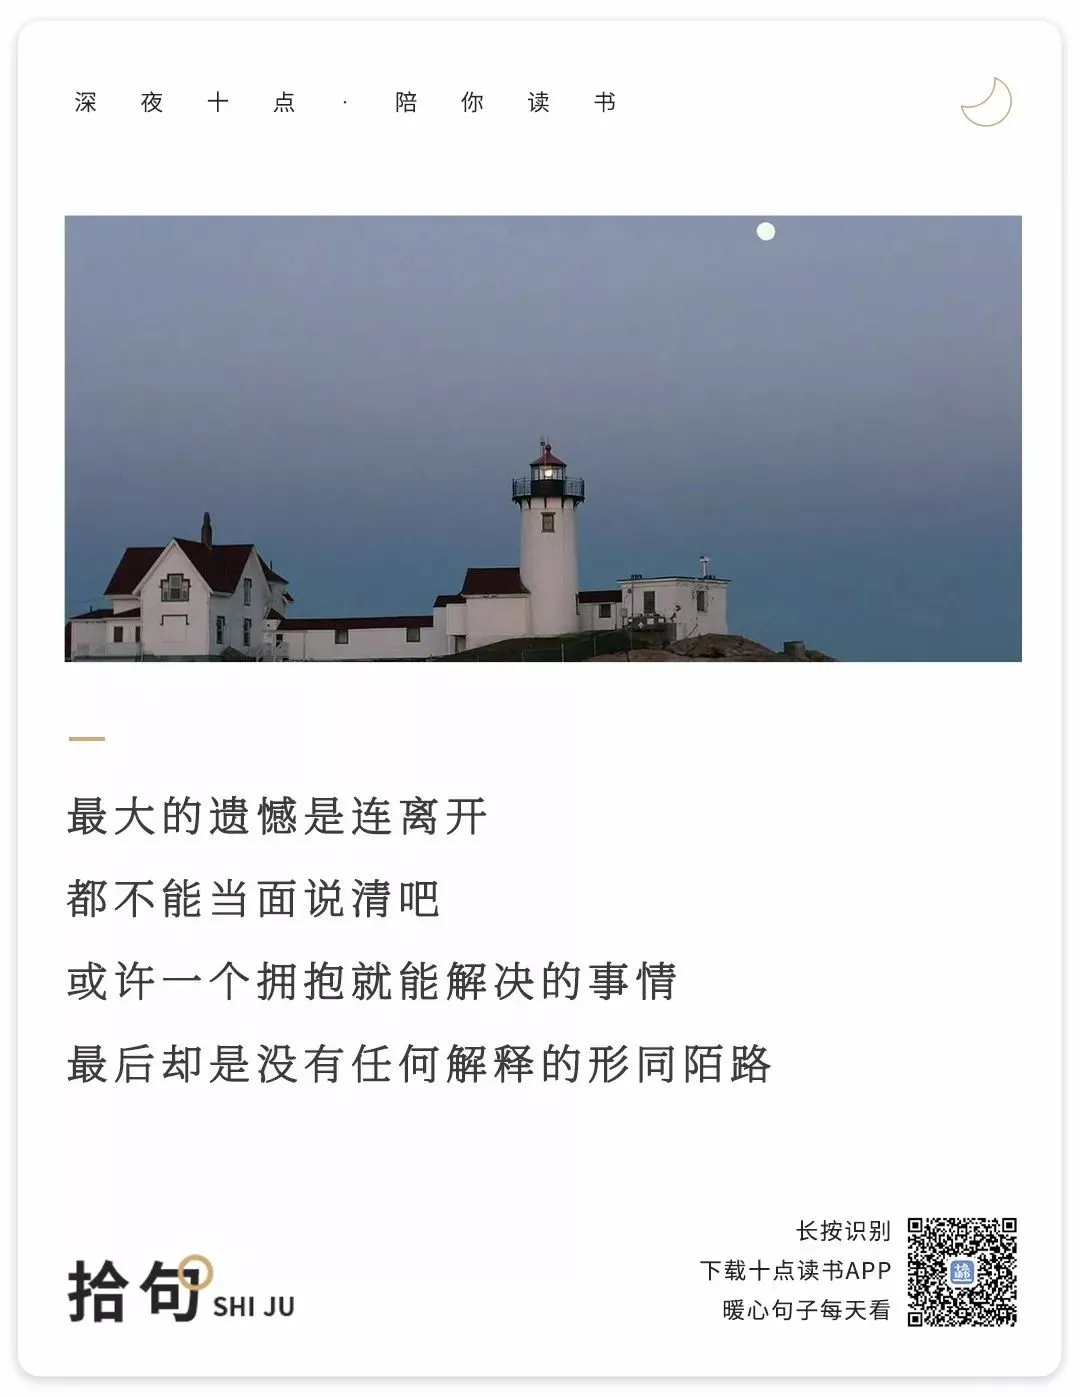 深夜十点·陪你读书
最大的遗憾是连离开
都不能当面说清吧
或许一个拥抱就能解决的事情
最后却是没有任何解释的形同陌路
拾句 SHI JU
长按识别
下载十点读书APP
暖心句子每天看
十点
读书